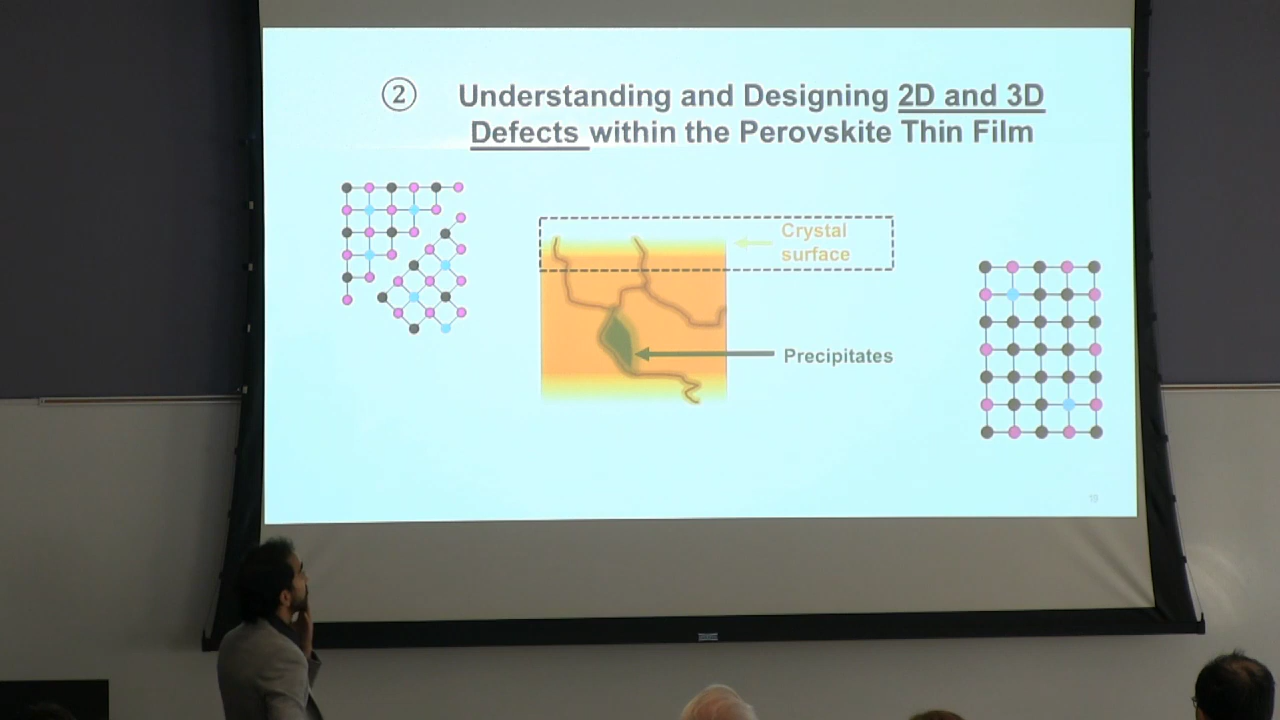 ② Understanding and Designing 2D and 3D
Defects within the Perovskite Thin Film
Crystal
surface
Precipitates
19